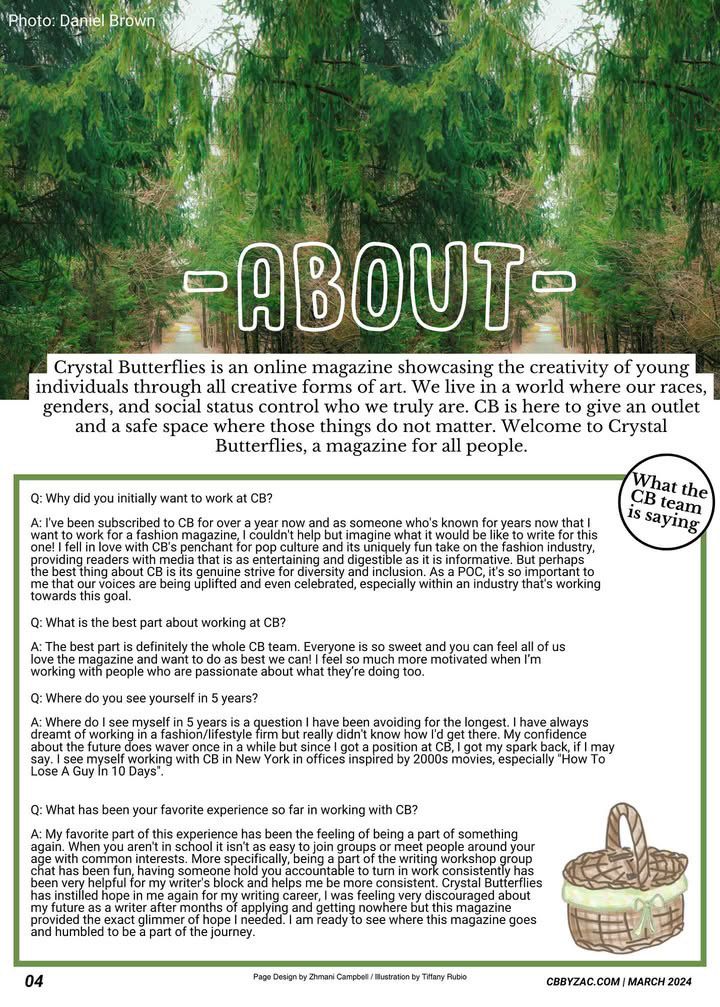 Photo: Daniel Brown
-ABOUT-
Crystal Butterflies is an online magazine showcasing the creativity of young
individuals through all creative forms of art. We live in a world where our races,
genders, and social status control who we truly are. CB is here to give an outlet
and a safe space where those things do not matter. Welcome to Crystal
Butterflies, a magazine for all people.
What the
CB team
is saying
Q: Why did you initially want to work at CB?
A: I've been subscribed to CB for over a year now and as someone who's known for years now that I
want to work for a fashion magazine, I couldn't help but imagine what it would be like to write for this
one! I fell in love with CB's penchant for pop culture and its uniquely fun take on the fashion industry,
providing readers with media that is as entertaining and digestible as it is informative. But perhaps
the best thing about CB is its genuine strive for diversity and inclusion. As a POC, it's so important to
me that our voices are being uplifted and even celebrated, especially within an industry that's working
towards this goal.
Q: What is the best part about working at CB?
A: The best part is definitely the whole CB team. Everyone is so sweet and you can feel all of us
love the magazine and want to do as best we can! I feel so much more motivated when I'm
working with people who are passionate about what they're doing too.
Q: Where do you see yourself in 5 years?
A: Where do I see myself in 5 years is a question I have been avoiding for the longest. I have always
dreamt of working in a fashion/lifestyle firm but really didn't know how I'd get there. My confidence
about the future does waver once in a while but since I got a position at CB, I got my spark back, if I may
say. I see myself working with CB in New York in offices inspired by 2000s movies, especially "How To
Lose A Guy In 10 Days".
Q: What has been your favorite experience so far in working with CB?
A: My favorite part of this experience has been the feeling of being a part of something
again. When you aren't in school it isn't as easy to join groups or meet people around your
age with common interests. More specifically, being a part of the writing workshop group
chat has been fun, having someone hold you accountable to turn in work consistently has
been very helpful for my writer's block and helps me be more consistent. Crystal Butterflies
has instilled hope in me again for my writing career, I was feeling very discouraged about
my future as a writer after months of applying and getting nowhere but this magazine
provided the exact glimmer of hope I needed. I am ready to see where this magazine goes
and humbled to be a part of the journey.
04
Page Design by Zhmani Campbell / Illustration by Tiffany Rubio
CBBYZAC.COM | MARCH 2024